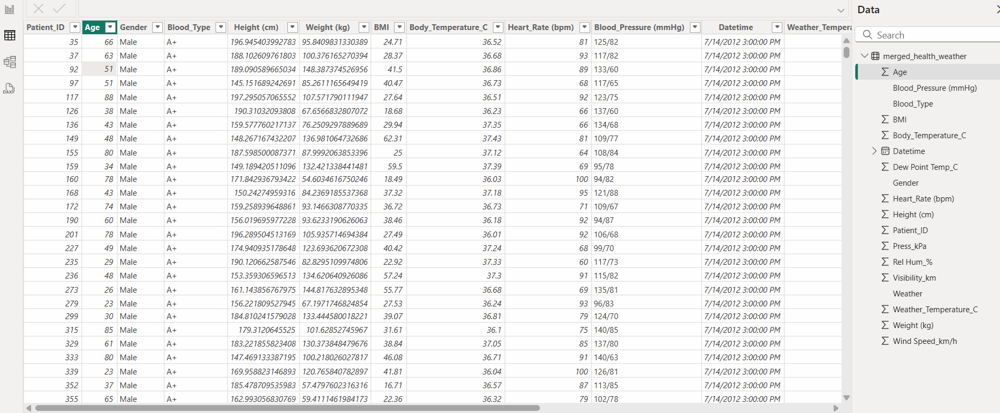 Data
Patient_ID Age Gender Blood_Type Height (cm) Weight (kg) BMI Body_Temperature_C Heart_Rate (bpm) Blood_Pressure (mmHg) Datetime Weather_Tempera
35 66 Male A+ 196.945403992783 95.8409831330389 24.71 36.52 81 125/82 7/14/2012 3:00:00 PM
37 63 Male A+ 188.102609761803 100.376165270394 28.37 36.68 93 117/82 7/14/2012 3:00:00 PM
92 51 Male A+ 189.090589665034 148.387374526956 41.5 36.86 89 133/60 7/14/2012 3:00:00 PM
97 51 Male A+ 145.151689242691 85.2611165649419 40.47 36.73 68 117/65 7/14/2012 3:00:00 PM
117 88 Male A+ 197.295057065552 107.571790111947 27.64 36.51 92 123/75 7/14/2012 3:00:00 PM
126 38 Male A+ 190.31032093808 67.6566832807072 18.68 36.23 66 137/60 7/14/2012 3:00:00 PM
136 43 Male A+ 159.577760217137 76.2509297889689 29.94 37.35 66 134/68 7/14/2012 3:00:00 PM
149 48 Male A+ 148.267167432207 136.981064732686 62.31 37.43 81 109/77 7/14/2012 3:00:00 PM
155 80 Male A+ 187.598500087371 87.9992063853396 25 37.12 64 108/84 7/14/2012 3:00:00 PM
159 34 Male A+ 149.189420511096 132.421338441481 59.5 37.39 69 95/78 7/14/2012 3:00:00 PM
160 78 Male A+ 171.842936793422 54.6034616750246 18.49 36.03 100 94/82 7/14/2012 3:00:00 PM
168 43 Male A+ 150.24274959316 84.2369185537368 37.32 37.18 95 121/88 7/14/2012 3:00:00 PM
172 74 Male A+ 159.258939648861 93.1466308770335 36.72 36.73 71 109/67 7/14/2012 3:00:00 PM
190 60 Male A+ 156.019695977228 93.6233190626063 38.46 36.18 92 94/87 7/14/2012 3:00:00 PM
201 78 Male A+ 196.289504513169 105.935714694384 27.49 36.01 92 106/68 7/14/2012 3:00:00 PM
227 49 Male A+ 174.940935178648 123.693620672308 40.42 37.24 68 99/70 7/14/2012 3:00:00 PM
235 29 Male A+ 190.120662587546 82.8295109974806 22.92 37.33 60 117/73 7/14/2012 3:00:00 PM
236 48 Male A+ 153.359306596513 134.620640926086 57.24 37.3 91 115/82 7/14/2012 3:00:00 PM
273 26 Male A+ 161.143856767975 144.817632895348 55.77 36.68 69 135/81 7/14/2012 3:00:00 PM
279 23 Male A+ 156.221809527945 67.1971746824854 27.53 36.24 93 96/83 7/14/2012 3:00:00 PM
299 30 Male A+ 184.810241579028 133.444580018221 39.07 36.81 79 124/70 7/14/2012 3:00:00 PM
315 85 Male A+ 179.3120645525 101.62852745967 31.61 36.1 75 140/85 7/14/2012 3:00:00 PM
329 61 Male A+ 183.221855823408 130.373848479676 38.84 37.05 85 137/80 7/14/2012 3:00:00 PM
333 80 Male A+ 147.469133387195 100.218026027817 46.08 36.71 91 140/63 7/14/2012 3:00:00 PM
339 23 Male A+ 169.958823146893 120.765840782897 41.81 36.04 100 126/81 7/14/2012 3:00:00 PM
352 37 Male A+ 185.478709535983 57.4797602316316 16.71 36.57 87 113/85 7/14/2012 3:00:00 PM
355 65 Male A+ 162.993056830769 59.4111461984173 22.36 36.32 79 102/78 7/14/2012 3:00:00 PM
DAX
Search
merged_health_weather
Age
Blood_Pressure (mmHg)
Blood_Type
BMI
Body_Temperature_C
Datetime
Dew Point Temp_C
Gender
Heart_Rate (bpm)
Height (cm)
Patient_ID
Press_kPa
Rel Hum_%
Visibility_km
Weather
Weather_Temperature_C
Weight (kg)
Wind Speed_km/h